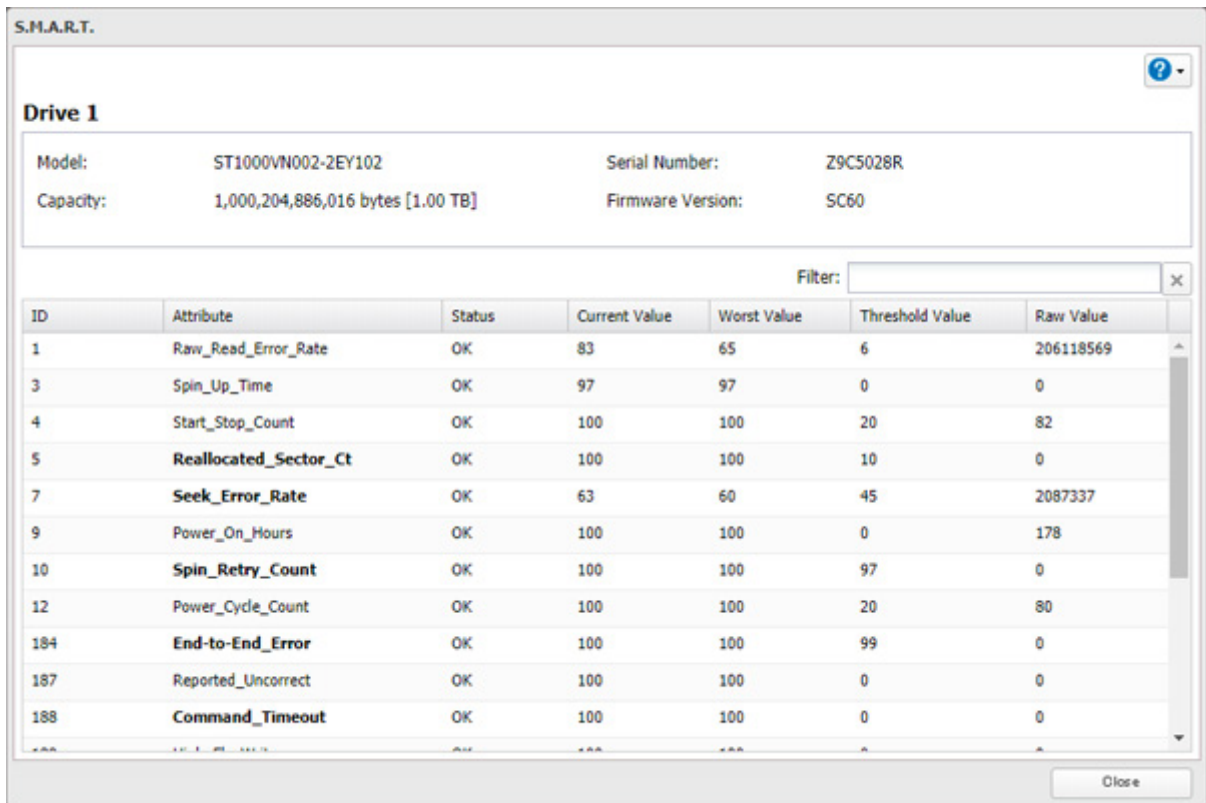 S.M.A.R.T.
Drive 1
Model: ST1000VN002-2EY102 Serial Number: Z9C5028R
Capacity: 1,000,204,886,016 bytes [1.00 TB] Firmware Version: SC60
Filter:
ID Attribute Status Current Value Worst Value Threshold Value Raw Value
1 Raw_Read_Error_Rate OK 83 65 6 206118569
3 Spin_Up_Time OK 97 97 0 0
4 Start_Stop_Count OK 100 100 20 82
5 Reallocated_Sector_Ct OK 100 100 10 0
7 Seek_Error_Rate OK 63 60 45 2087337
9 Power_On_Hours OK 100 100 0 178
10 Spin_Retry_Count OK 100 100 97 0
12 Power_Cycle_Count OK 100 100 20 80
184 End-to-End_Error OK 100 100 99 0
187 Reported_Uncorrect OK 100 100 0 0
188 Command_Timeout OK 100 100 0 0
Close